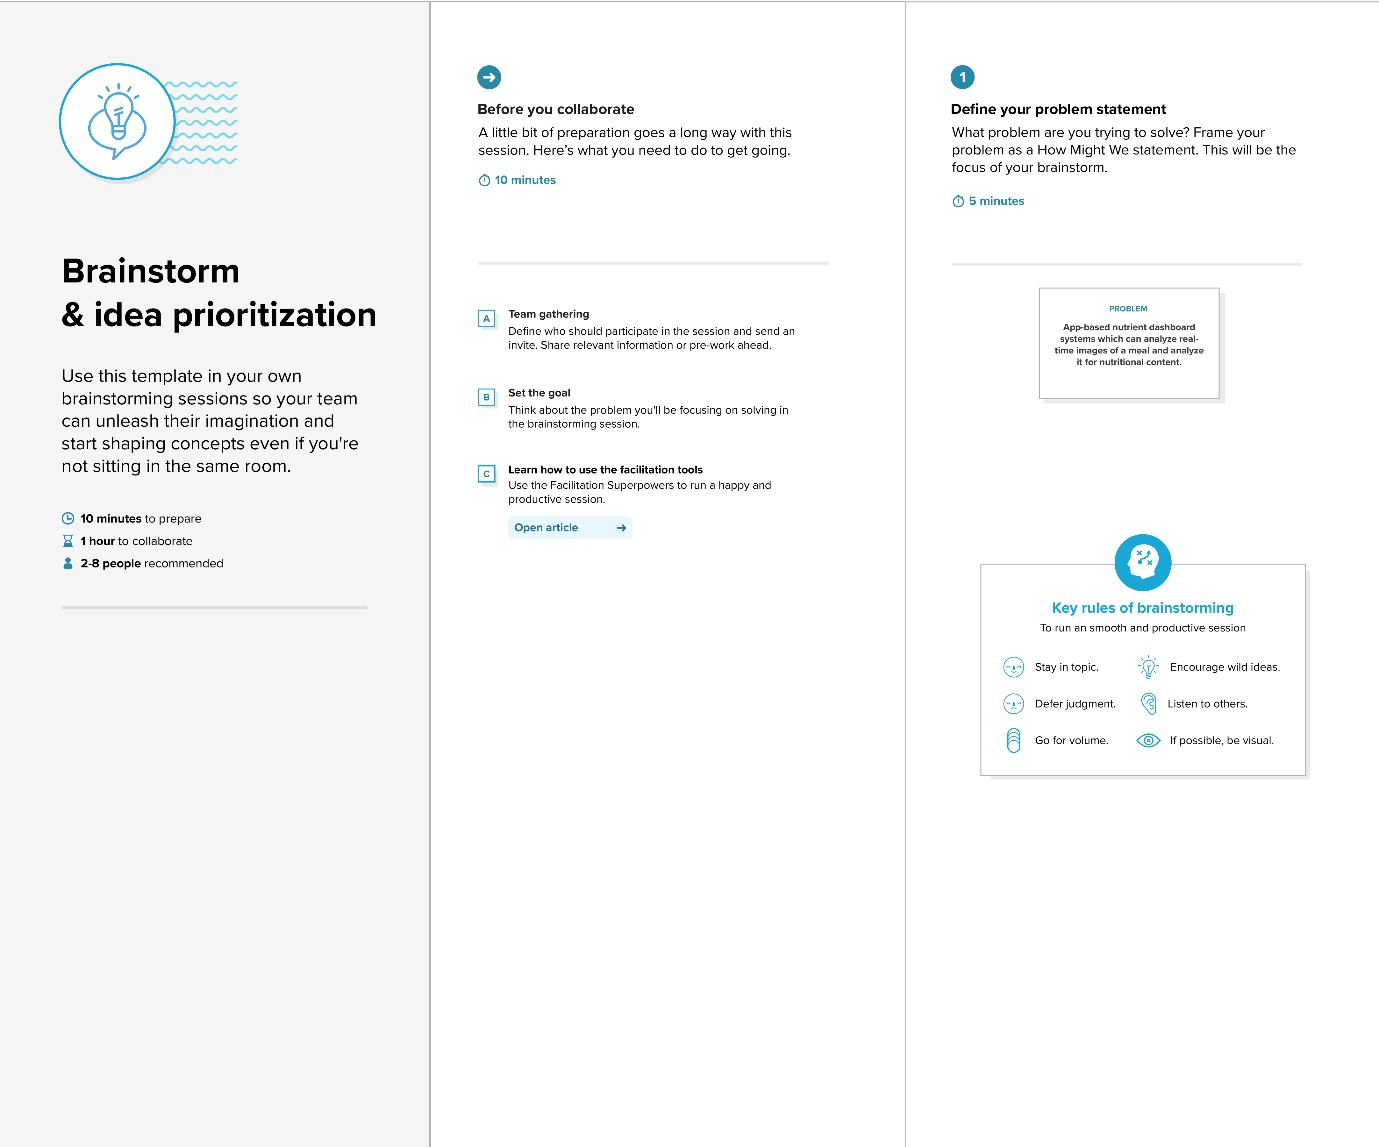 Brainstorm
& idea prioritization
Use this template in your own
brainstorming sessions so your team
can unleash their imagination and
start shaping concepts even if you're
not sitting in the same room.
10 minutes to prepare
1 hour to collaborate
2-8 people recommended
Before you collaborate
A little bit of preparation goes a long way with this
session. Here's what you need to do to get going.
10 minutes
A
Team gathering
Define who should participate in the session and send an
invite. Share relevant information or pre-work ahead.
B
Set the goal
Think about the problem you'll be focusing on solving in
the brainstorming session.
C
Learn how to use the facilitation tools
Use the Facilitation Superpowers to run a happy and
productive session.
Open article
1
Define your problem statement
What problem are you trying to solve? Frame your
problem as a How Might We statement. This will be the
focus of your brainstorm.
5 minutes
PROBLEM
App-based nutrient dashboard
systems which can analyze real-
time images of a meal and analyze
it for nutritional content.
Key rules of brainstorming
To run an smooth and productive session
Stay in topic.
Encourage wild ideas.
Defer judgment.
Listen to others.
Go for volume.
If possible, be visual.